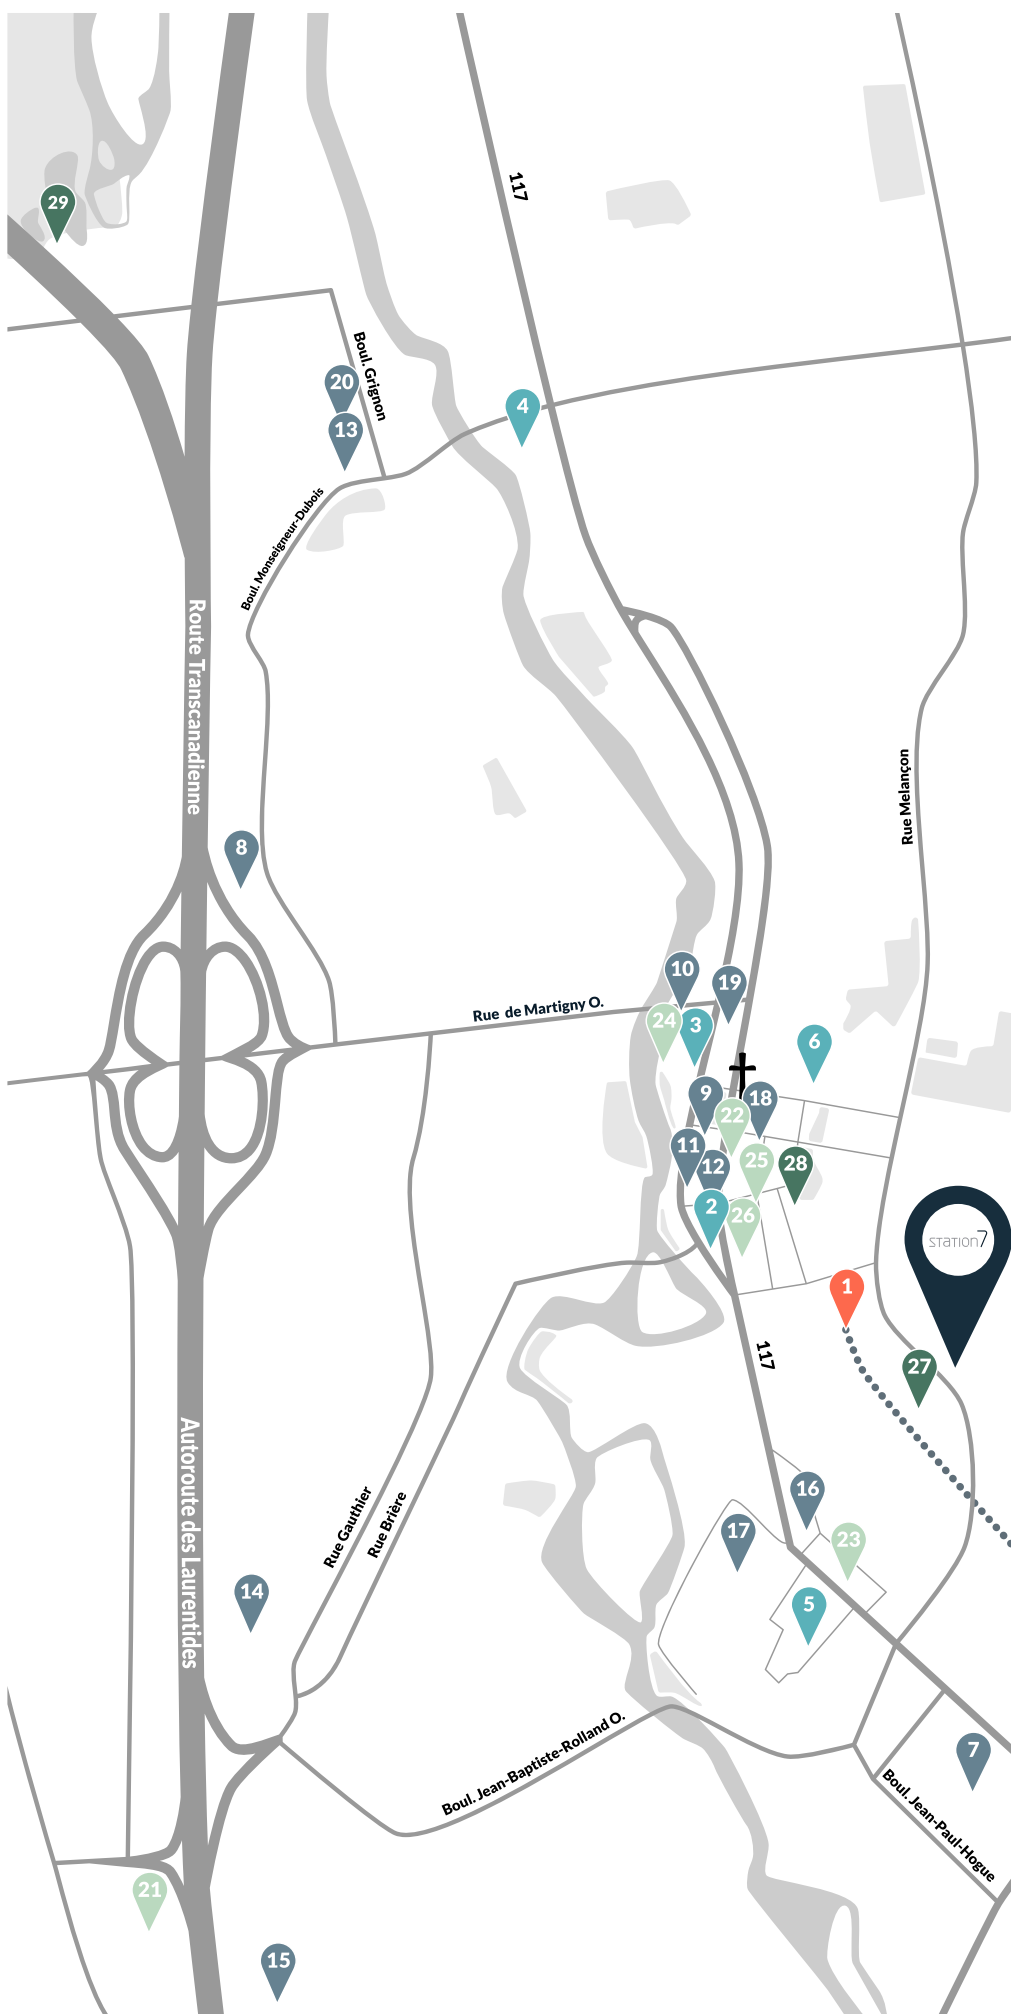 117
29
Boul. Grignon
20
4
13
Boul. Monseigneur-Dubois
Route Transcanadienne
Rue Melançon
8
10
19
Rue de Martigny O.
24
3
6
9
18
22
11
12
25
28
2
26
STATION7
1
117
27
Autoroute des Laurentides
Rue Gauthier
Rue Brière
16
17
23
14
5
Boul. Jean-Baptiste-Rolland O.
7
Boul. Jean-Paul-Hogue
21
15